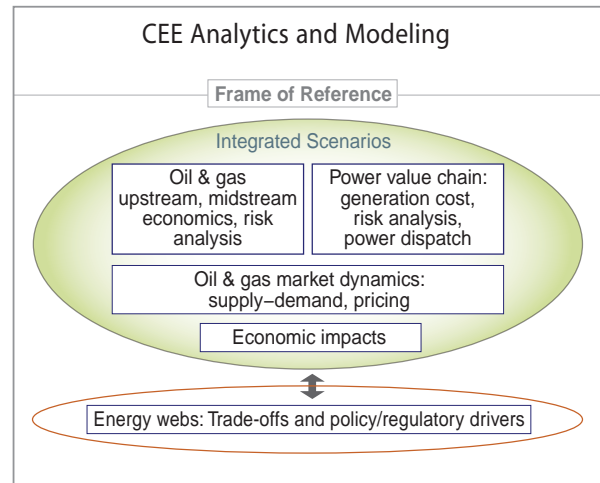 CEE Analytics and Modeling
Frame of Reference
Integrated Scenarios
Oil & gas
upstream, midstream
economics, risk
analysis
Power value chain:
generation cost,
risk analysis,
power dispatch
Oil & gas market dynamics:
supply–demand, pricing
Economic impacts
Energy webs: Trade-offs and policy/regulatory drivers